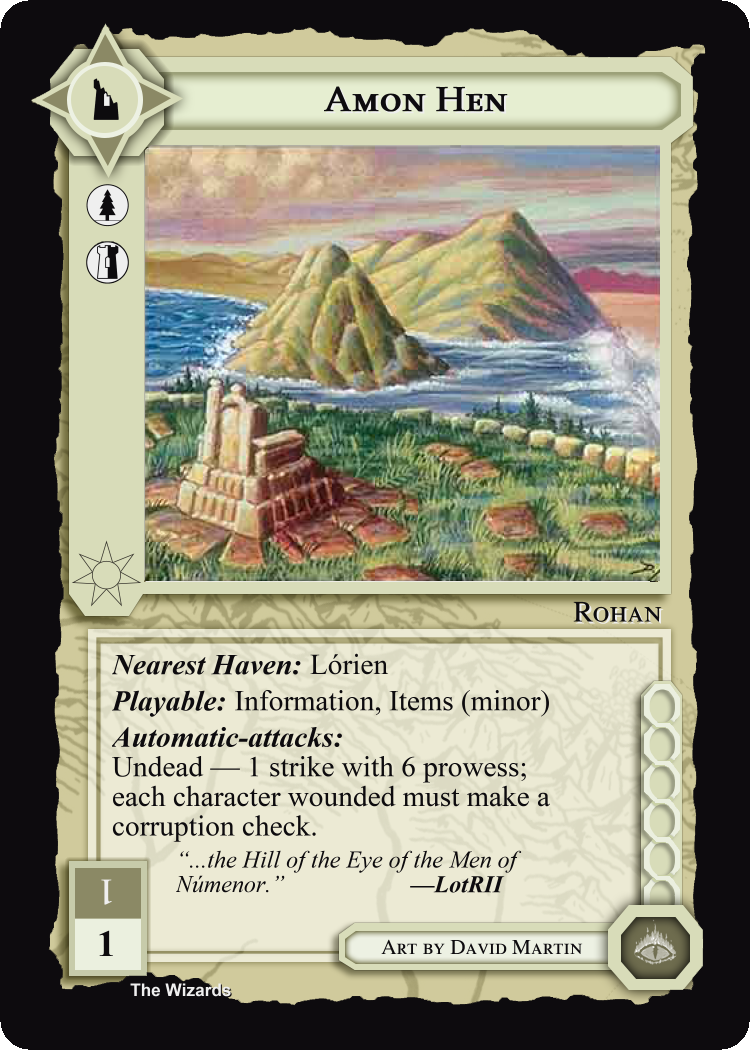 Amon Hen
Rohan
Nearest Haven: Lórien
Playable: Information, Items (minor)
Automatic-attacks:
Undead — 1 strike with 6 prowess;
each character wounded must make a
corruption check.
“...the Hill of the Eye of the Men of
Númenor.” —LotRII
1
1
Art by David Martin
The Wizards